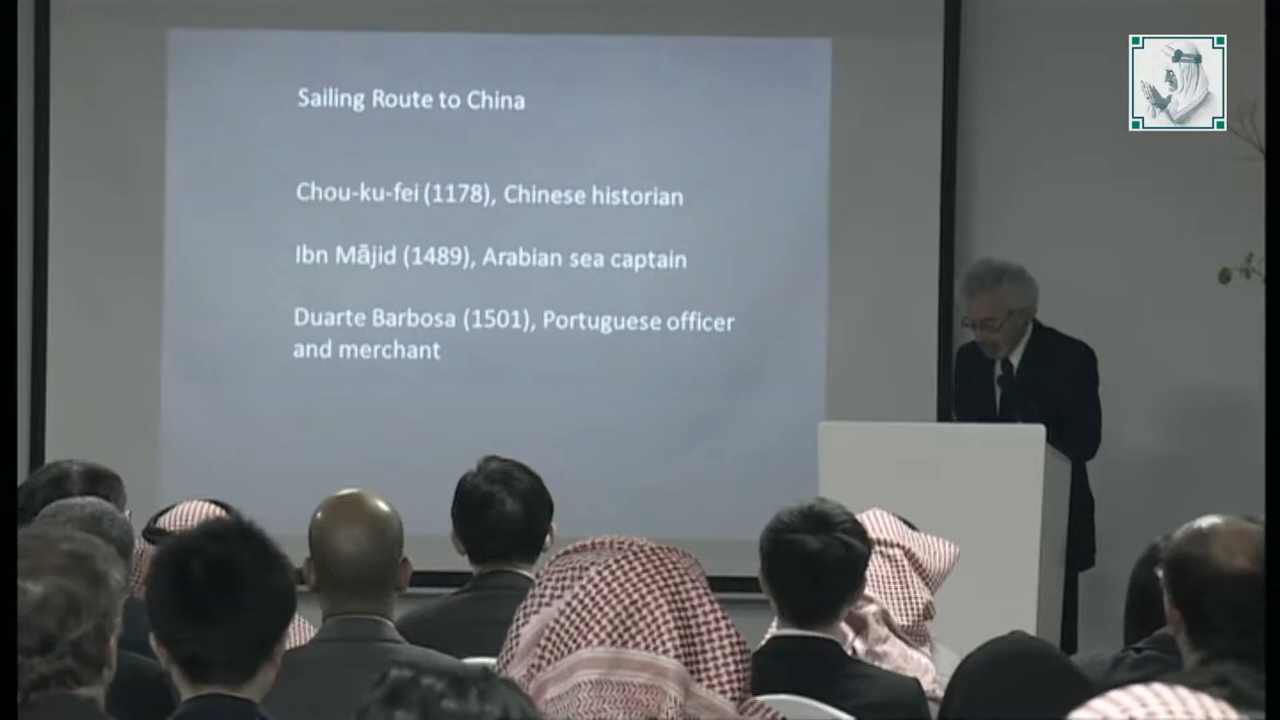 Sailing Route to China
Chou-ku-fei (1178), Chinese historian
Ibn Mājid (1489), Arabian sea captain
Duarte Barbosa (1501), Portuguese officer
and merchant